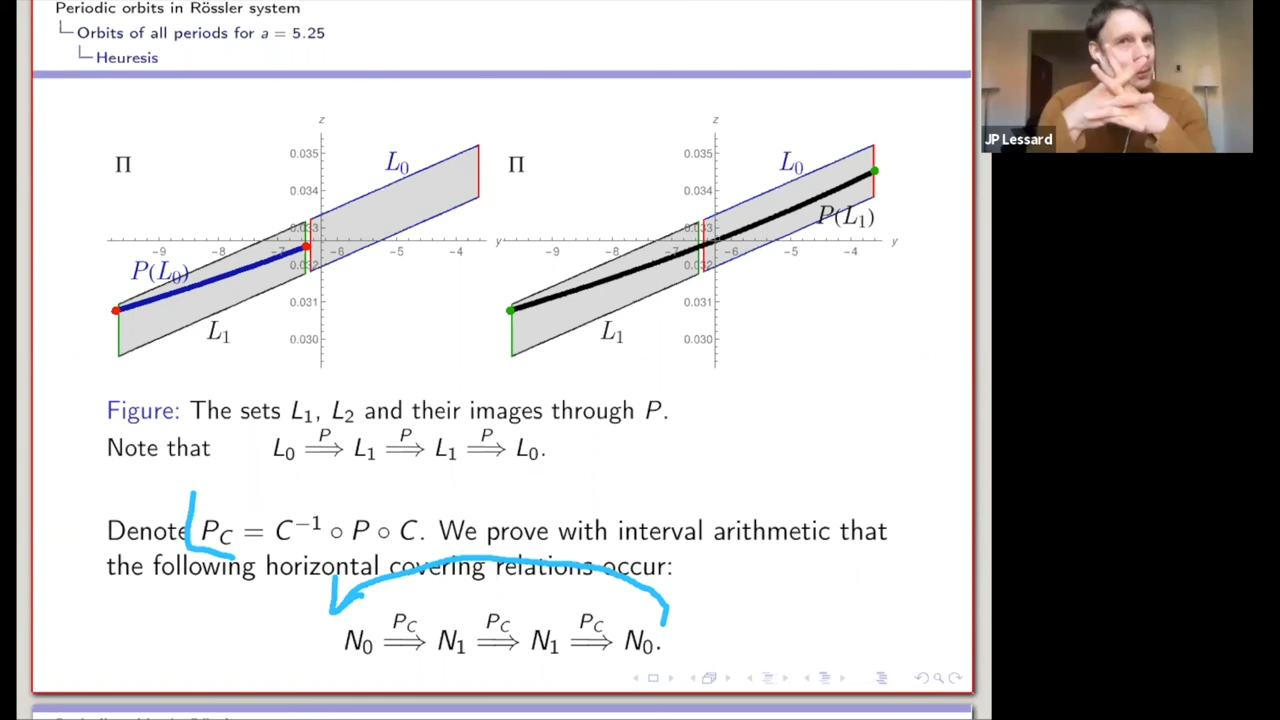 Periodic orbits in Rössler system
Orbits of all periods for a = 5.25
Heuresis
JP Lessard
z
z
Π
L₀
Π
L₀
0.035
0.035
0.034
0.034
0.033
0.033
P(L₁)
-9
-8
-7
-6
-5
-4
y
-9
-8
-7
-6
-5
-4
y
P(L₀)
0.032
0.032
0.031
0.031
L₁
L₁
0.030
0.030
Figure: The sets L₁, L₂ and their images through P.
Note that L₀ ⟹ᴾ L₁ ⟹ᴾ L₁ ⟹ᴾ L₀.
Denote P_C = C⁻¹ ∘ P ∘ C. We prove with interval arithmetic that
the following horizontal covering relations occur:
N₀ ⟹^{P_C} N₁ ⟹^{P_C} N₁ ⟹^{P_C} N₀.